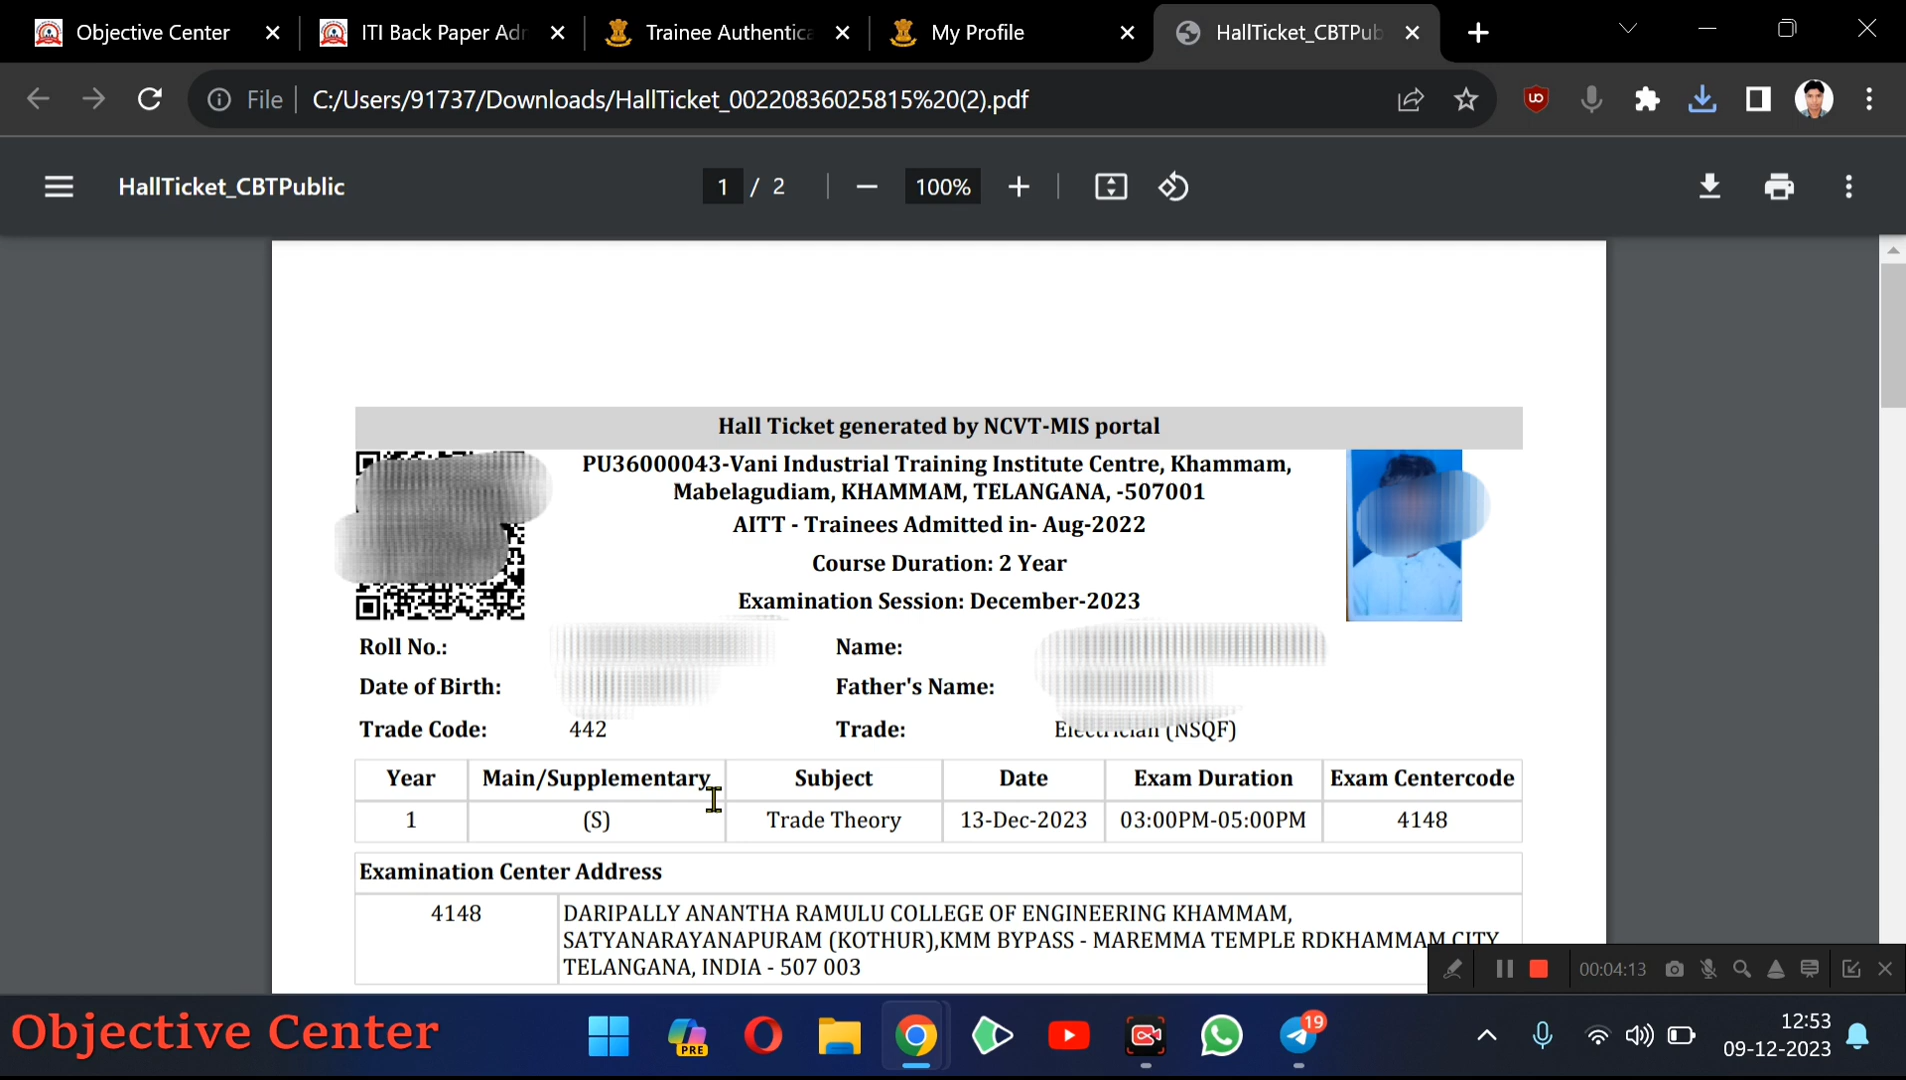 Objective Center
ITI Back Paper Adr
Trainee Authentica
My Profile
HallTicket_CBTPub
File
C:/Users/91737/Downloads/HallTicket_00220836025815%20(2).pdf
HallTicket_CBTPublic
1 / 2
100%
Hall Ticket generated by NCVT-MIS portal
PU36000043-Vani Industrial Training Institute Centre, Khammam,
Mabelagudiam, KHAMMAM, TELANGANA, -507001
AITT - Trainees Admitted in- Aug-2022
Course Duration: 2 Year
Examination Session: December-2023
Roll No.: Name:
Date of Birth: Father's Name:
Trade Code: 442 Trade: Electrician (NSQF)
Year Main/Supplementary Subject Date Exam Duration Exam Centercode
1 (S) Trade Theory 13-Dec-2023 03:00PM-05:00PM 4148
Examination Center Address
4148 DARIPALLY ANANTHA RAMULU COLLEGE OF ENGINEERING KHAMMAM,
SATYANARAYANAPURAM (KOTHUR),KMM BYPASS - MAREMMA TEMPLE RDKHAMMAM CITY
TELANGANA, INDIA - 507 003
00:04:13
Objective Center
PRE
19
12:53
09-12-2023